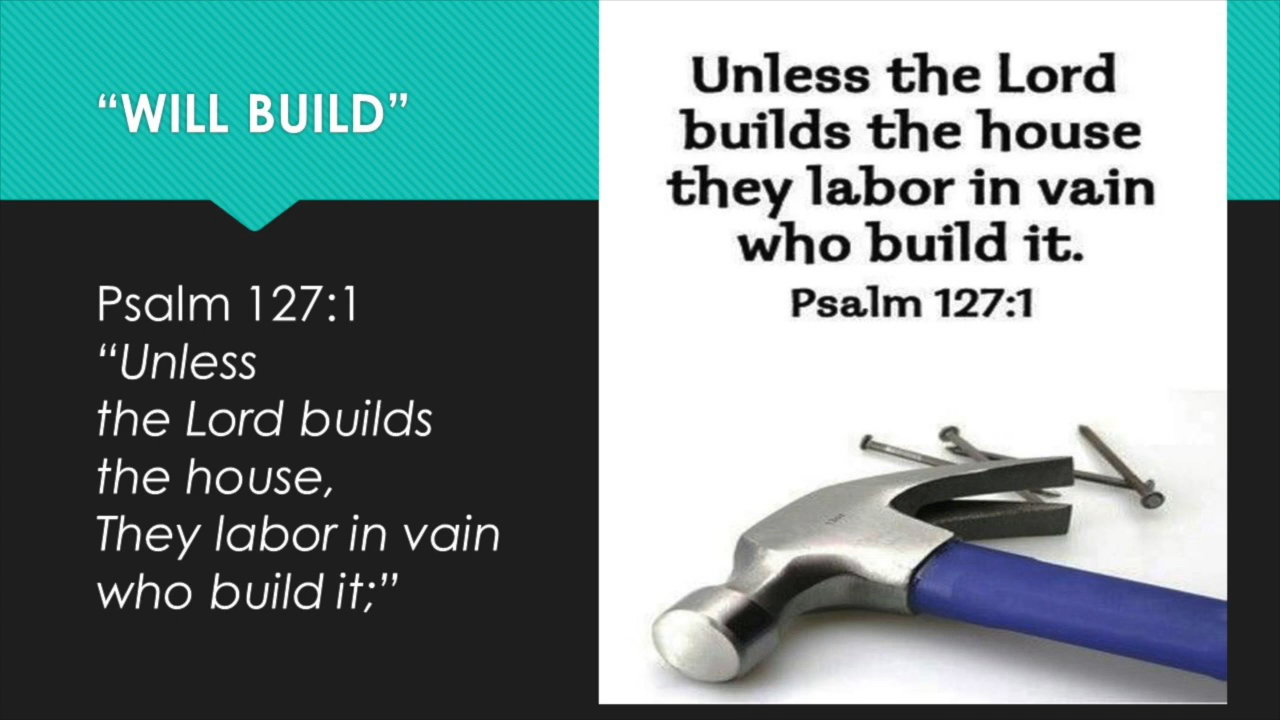 “WILL BUILD”
Psalm 127:1
“Unless
the Lord builds
the house,
They labor in vain
who build it;”
Unless the Lord
builds the house
they labor in vain
who build it.
Psalm 127:1